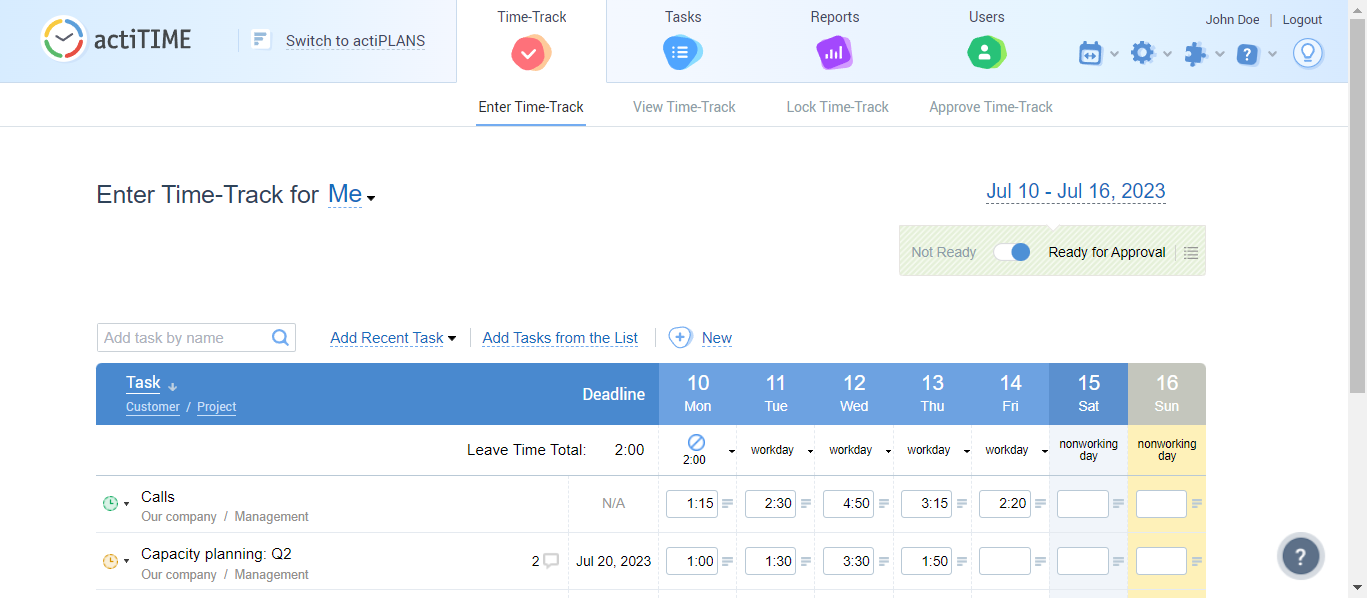 actiTIME
Switch to actiPLANS
Time-Track
Tasks
Reports
Users
John Doe | Logout
Enter Time-Track
View Time-Track
Lock Time-Track
Approve Time-Track
Enter Time-Track for Me
Jul 10 - Jul 16, 2023
Not Ready
Ready for Approval
Add task by name
Add Recent Task
Add Tasks from the List
New
Task
Customer / Project
Deadline
10
Mon
11
Tue
12
Wed
13
Thu
14
Fri
15
Sat
16
Sun
Leave Time Total: 2:00
2:00
workday
workday
workday
workday
nonworking
day
nonworking
day
Calls
Our company / Management
N/A
1:15
2:30
4:50
3:15
2:20
Capacity planning: Q2
Our company / Management
2
Jul 20, 2023
1:00
1:30
3:30
1:50
?
?